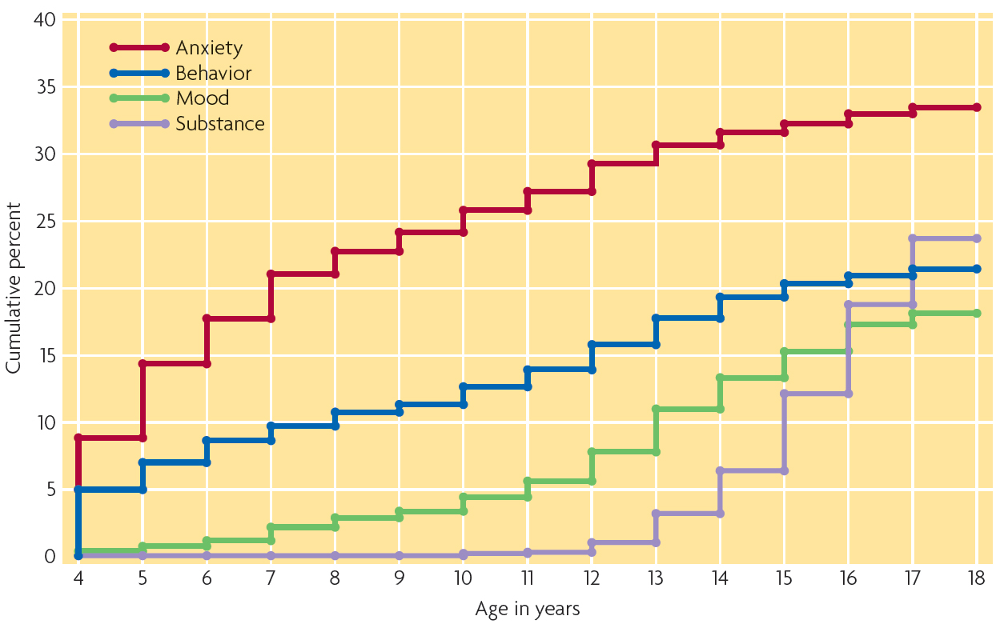 40
35
30
25
20
15
10
5
0
Cumulative percent
Anxiety
Behavior
Mood
Substance
4 5 6 7 8 9 10 11 12 13 14 15 16 17 18
Age in years